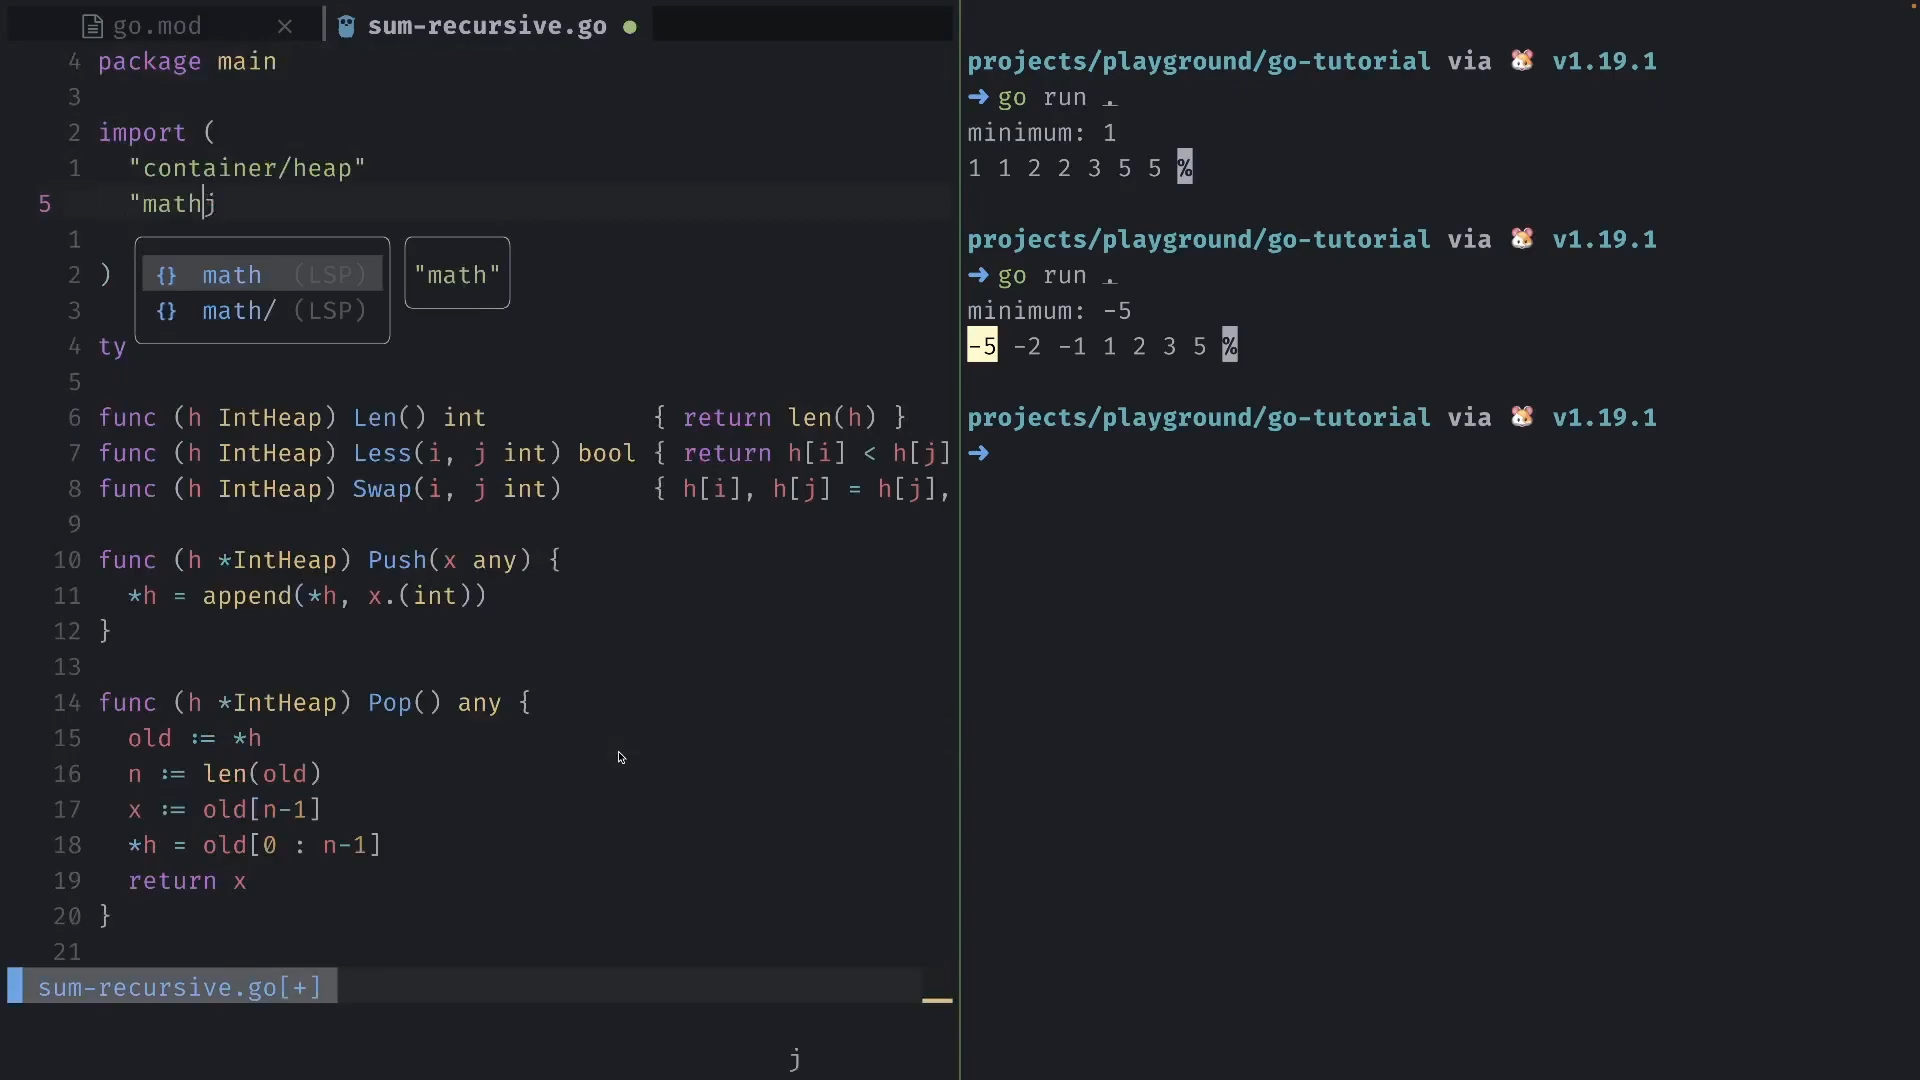 go.mod × sum-recursive.go
4 package main
3
2 import (
1 "container/heap"
5 "mathj
1
2 )
{} math (LSP) "math"
3
{} math/ (LSP)
4 ty
5
6 func (h IntHeap) Len() int { return len(h) }
7 func (h IntHeap) Less(i, j int) bool { return h[i] < h[j]
8 func (h IntHeap) Swap(i, j int) { h[i], h[j] = h[j],
9
10 func (h *IntHeap) Push(x any) {
11 *h = append(*h, x.(int))
12 }
13
14 func (h *IntHeap) Pop() any {
15 old := *h
16 n := len(old)
17 x := old[n-1]
18 *h = old[0 : n-1]
19 return x
20 }
21
sum-recursive.go[+]
j
projects/playground/go-tutorial via 🐹 v1.19.1
➜ go run .
minimum: 1
1 1 2 2 3 5 5 %
projects/playground/go-tutorial via 🐹 v1.19.1
➜ go run .
minimum: -5
-5 -2 -1 1 2 3 5 %
projects/playground/go-tutorial via 🐹 v1.19.1
➜